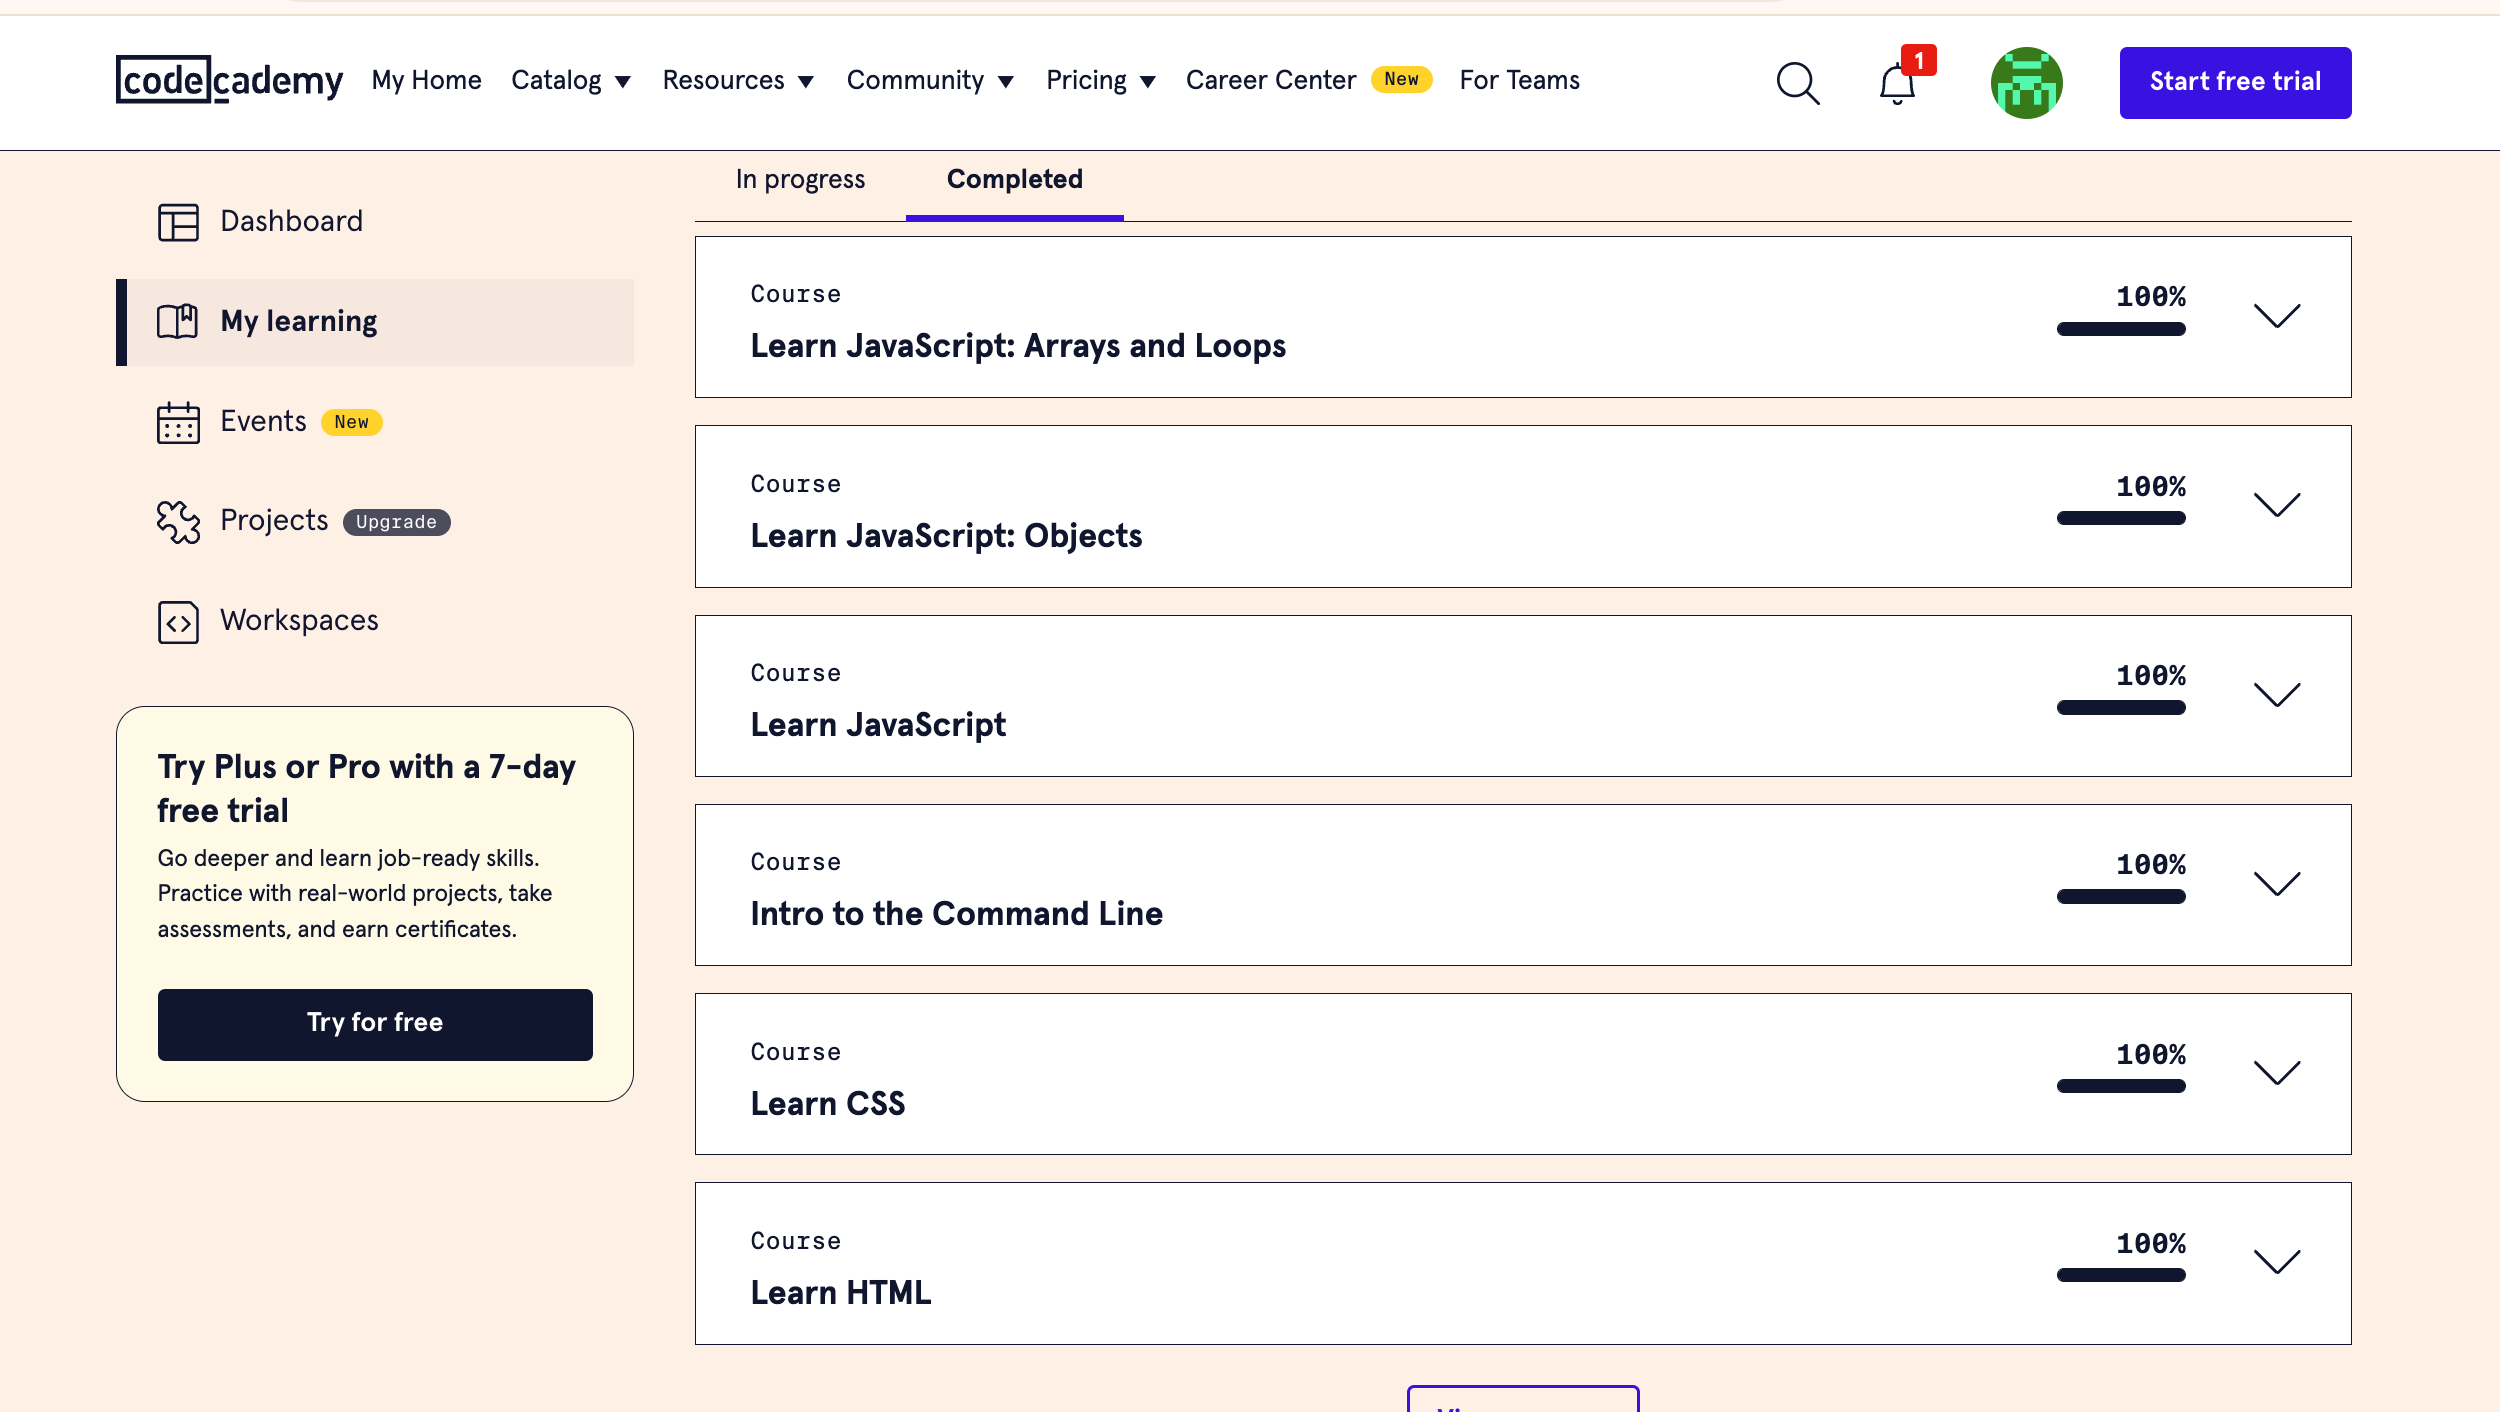 codecademy
My Home
Catalog
Resources
Community
Pricing
Career Center
New
For Teams
1
Start free trial
Dashboard
My learning
Events
New
Projects
Upgrade
Workspaces
Try Plus or Pro with a 7-day
free trial
Go deeper and learn job-ready skills.
Practice with real-world projects, take
assessments, and earn certificates.
Try for free
In progress
Completed
Course
Learn JavaScript: Arrays and Loops
100%
Course
Learn JavaScript: Objects
100%
Course
Learn JavaScript
100%
Course
Intro to the Command Line
100%
Course
Learn CSS
100%
Course
Learn HTML
100%